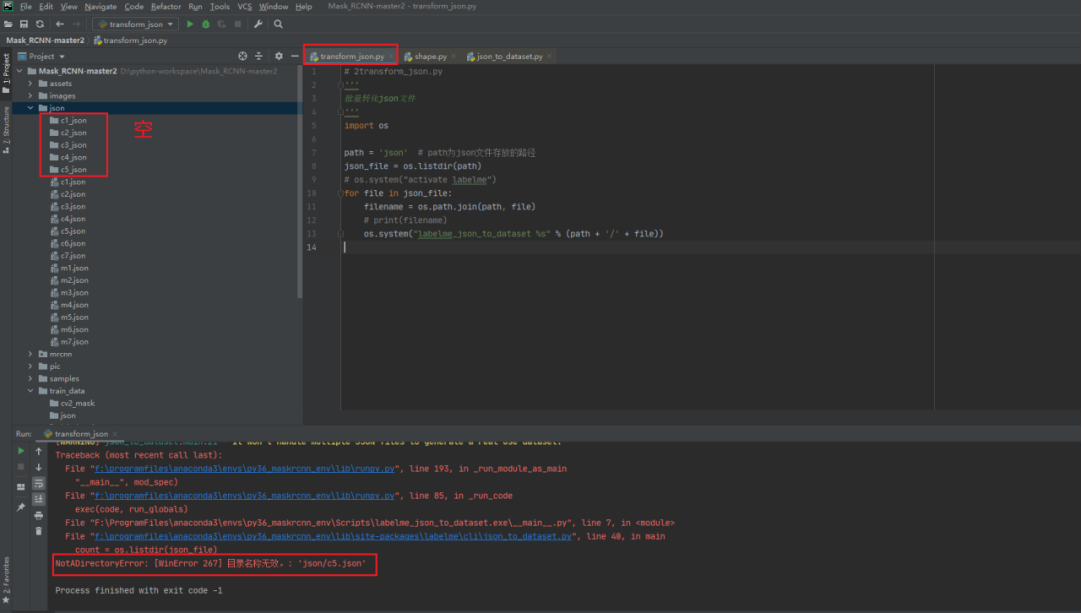 File Edit View Navigate Code Refactor Run Tools VCS Window Help Mask_RCNN-master2 - transform_json.py
transform_json
Mask_RCNN-master2 transform_json.py
Project
transform_json.py shape.py json_to_dataset.py
1: Project
Z: Structure
2: Favorites
Mask_RCNN-master2 D:\python-workspace\Mask_RCNN-master2
assets
images
json
c1_json
c2_json
c3_json
c4_json
c5_json
空
c1.json
c2.json
c3.json
c4.json
c5.json
c6.json
c7.json
m1.json
m2.json
m3.json
m4.json
m5.json
m6.json
m7.json
mrcnn
pic
samples
train_data
cv2_mask
json
1 # 2transform_json.py
2 '''
3 批量转化json文件
4 '''
5 import os
6
7 path = 'json' # path为json文件存放的路径
8 json_file = os.listdir(path)
9 # os.system("activate labelme")
10 for file in json_file:
11 filename = os.path.join(path, file)
12 # print(filename)
13 os.system("labelme_json_to_dataset %s" % (path + '/' + file))
14
Run: transform_json
[WARNING] json_to_dataset:main:21 - It won't handle multiple JSON files to generate a real-use dataset.
Traceback (most recent call last):
File "f:\programfiles\anaconda3\envs\py36_maskrcnn_env\lib\runpy.py", line 193, in _run_module_as_main
"__main__", mod_spec)
File "f:\programfiles\anaconda3\envs\py36_maskrcnn_env\lib\runpy.py", line 85, in _run_code
exec(code, run_globals)
File "F:\ProgramFiles\anaconda3\envs\py36_maskrcnn_env\Scripts\labelme_json_to_dataset.exe\__main__.py", line 7, in <module>
File "f:\programfiles\anaconda3\envs\py36_maskrcnn_env\lib\site-packages\labelme\cli\json_to_dataset.py", line 40, in main
count = os.listdir(json_file)
NotADirectoryError: [WinError 267] 目录名称无效。: 'json/c5.json'
Process finished with exit code -1